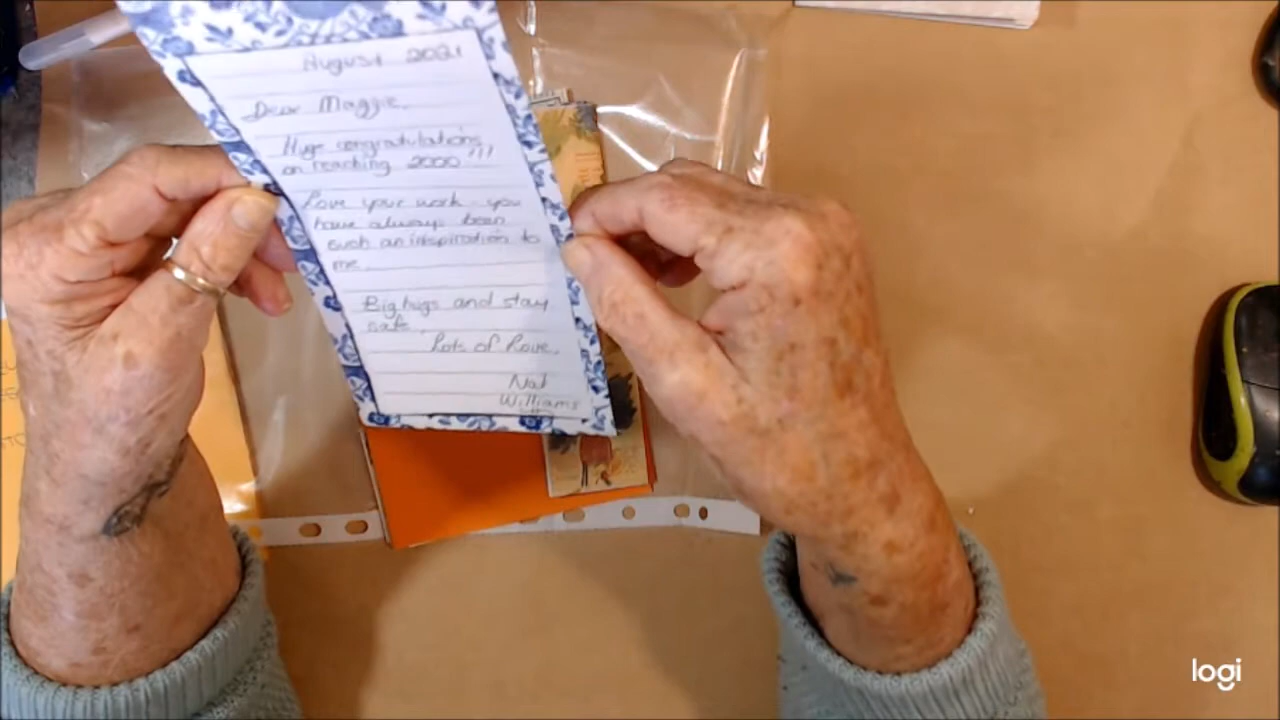 August 2021
Dear Maggie,
Huge congratulations
on reaching 2000 !!!
Love your work - you
have always been
such an inspiration to
me.
Big hugs and stay
safe.
Lots of Love,
Nat
Williams
logi